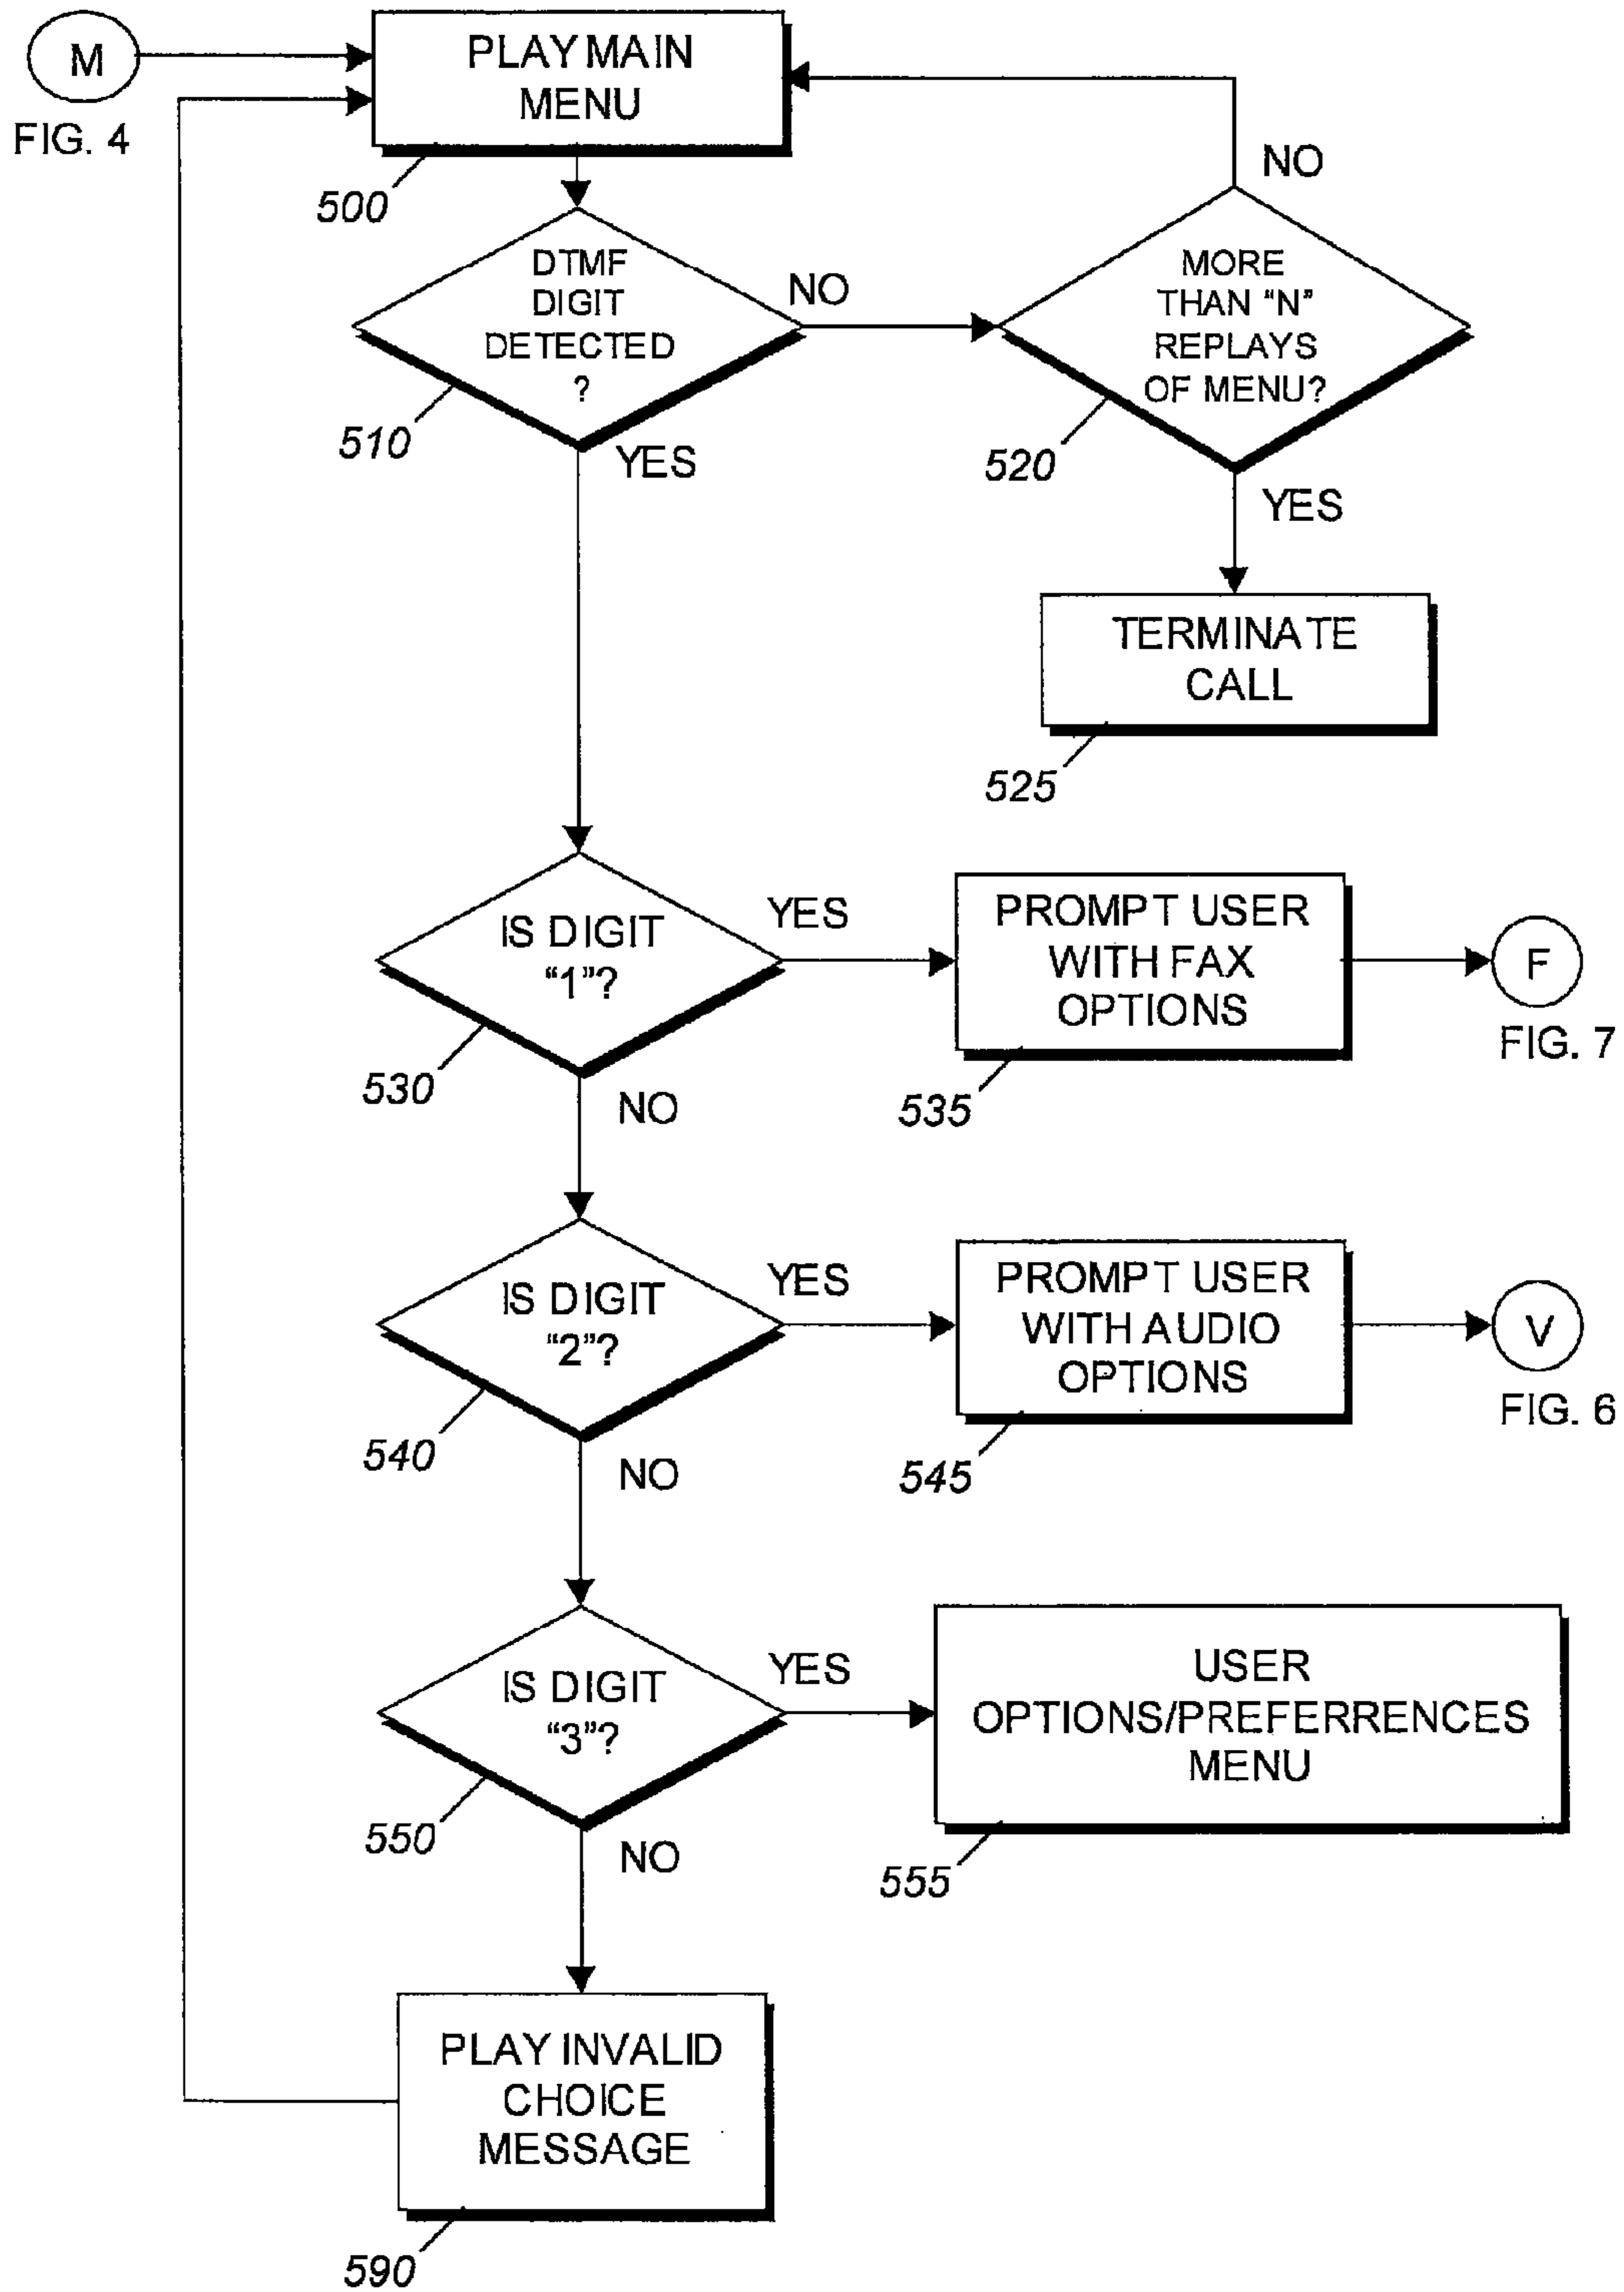 M
FIG. 4
PLAY MAIN
MENU
500
NO
DTMF
DIGIT
DETECTED
?
510
NO
YES
MORE
THAN "N"
REPLAYS
OF MENU?
520
YES
TERMINATE
CALL
525
IS DIGIT
"1"?
530
YES
NO
PROMPT USER
WITH FAX
OPTIONS
535
F
FIG. 7
IS DIGIT
"2"?
540
YES
NO
PROMPT USER
WITH AUDIO
OPTIONS
545
V
FIG. 6
IS DIGIT
"3"?
550
YES
NO
USER
OPTIONS/PREFERRENCES
MENU
555
PLAY INVALID
CHOICE
MESSAGE
590